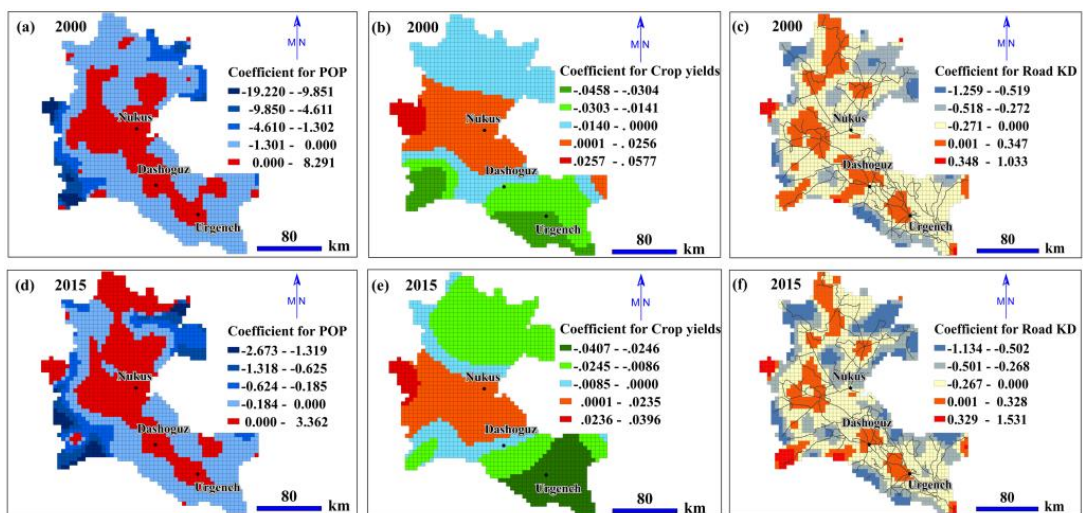 (a) 2000
M N
Coefficient for POP
-19.220 - -9.851
-9.850 - -4.611
-4.610 - -1.302
-1.301 - 0.000
0.000 - 8.291
Nukus
Dashoguz
Urgench
80
km
(b) 2000
M N
Coefficient for Crop yields
-.0458 - -.0304
-.0303 - -.0141
-.0140 - . 0000
.0001 - .0256
.0257 - .0577
Nukus
Dashoguz
Urgench
80
km
(c) 2000
M N
Coefficient for Road KD
-1.259 - -0.519
-0.518 - -0.272
-0.271 - 0.000
0.001 - 0.347
0.348 - 1.033
Nukus
Dashoguz
Urgench
80
km
(d) 2015
M N
Coefficient for POP
-2.673 - -1.319
-1.318 - -0.625
-0.624 - -0.185
-0.184 - 0.000
0.000 - 3.362
Nukus
Dashoguz
Urgench
80
km
(e) 2015
M N
Coefficient for Crop yields
-.0407 - -.0246
-.0245 - -.0086
-.0085 - .0000
.0001 - .0235
.0236 - .0396
Nukus
Dashoguz
Urgench
80
km
(f) 2015
M N
Coefficient for Road KD
-1.134 - -0.502
-0.501 - -0.268
-0.267 - 0.000
0.001 - 0.328
0.329 - 1.531
Nukus
Dashoguz
Urgench
80
km